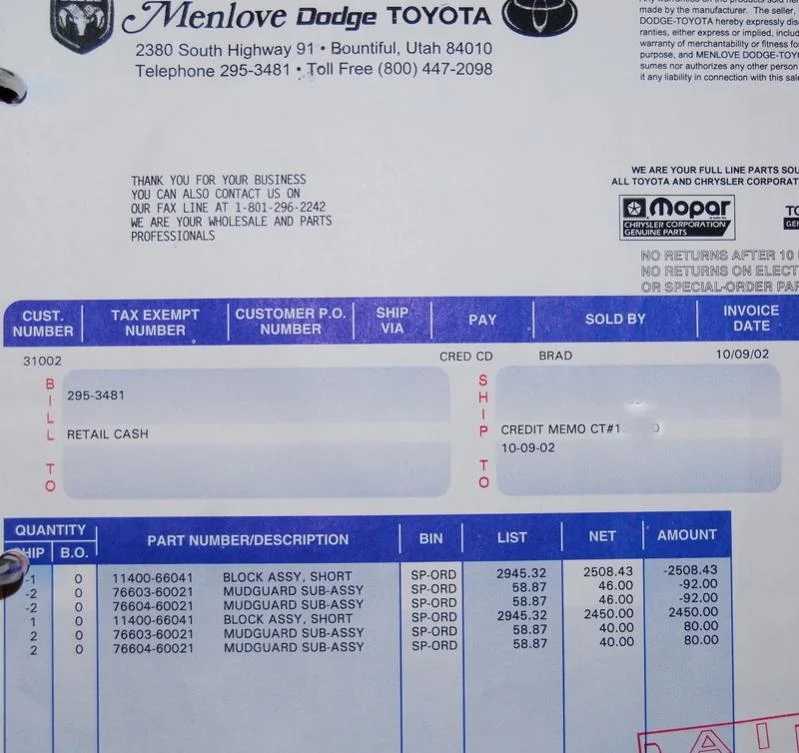 Menlove Dodge TOYOTA
2380 South Highway 91 • Bountiful, Utah 84010
Telephone 295-3481 • Toll Free (800) 447-2098
made by the manufacturer. The seller,
DODGE-TOYOTA hereby expressly dis
ranties, either express or implied, includ
warranty of merchantability or fitness fo
purpose, and MENLOVE DODGE-TOYO
sumes nor authorizes any other person
it any liability in connection with this sal
THANK YOU FOR YOUR BUSINESS
YOU CAN ALSO CONTACT US ON
OUR FAX LINE AT 1-801-296-2242
WE ARE YOUR WHOLESALE AND PARTS
PROFESSIONALS
WE ARE YOUR FULL LINE PARTS SOU
ALL TOYOTA AND CHRYSLER CORPORAT
Mopar
CHRYSLER CORPORATION
GENUINE PARTS
TO
GEN
NO RETURNS AFTER 10
NO RETURNS ON ELECT
OR SPECIAL-ORDER PAR
CUST. NUMBER TAX EXEMPT NUMBER CUSTOMER P.O. NUMBER SHIP VIA PAY SOLD BY INVOICE DATE
31002 CRED CD BRAD 10/09/02
BILL TO
295-3481
RETAIL CASH
SHIP TO
CREDIT MEMO CT#1
10-09-02
QUANTITY PART NUMBER/DESCRIPTION BIN LIST NET AMOUNT
HIP B.O.
-1 0 11400-66041 BLOCK ASSY, SHORT SP-ORD 2945.32 2508.43 -2508.43
-2 0 76603-60021 MUDGUARD SUB-ASSY SP-ORD 58.87 46.00 -92.00
-2 0 76604-60021 MUDGUARD SUB-ASSY SP-ORD 58.87 46.00 -92.00
1 0 11400-66041 BLOCK ASSY, SHORT SP-ORD 2945.32 2450.00 2450.00
2 0 76603-60021 MUDGUARD SUB-ASSY SP-ORD 58.87 40.00 80.00
2 0 76604-60021 MUDGUARD SUB-ASSY SP-ORD 58.87 40.00 80.00